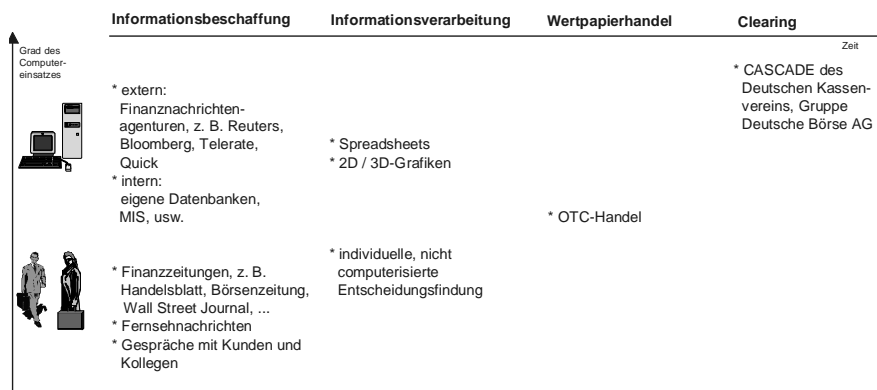 Informationsbeschaffung Informationsverarbeitung Wertpapierhandel Clearing
Zeit
Grad des
Computer-
einsatzes
* extern:
Finanznachrichten-
agenturen, z. B. Reuters,
Bloomberg, Telerate,
Quick
* intern:
eigene Datenbanken,
MIS, usw.
* Finanzzeitungen, z. B.
Handelsblatt, Börsenzeitung,
Wall Street Journal, ...
* Fernsehnachrichten
* Gespräche mit Kunden und
Kollegen
* Spreadsheets
* 2D / 3D-Grafiken
* individuelle, nicht
computerisierte
Entscheidungsfindung
* OTC-Handel
* CASCADE des
Deutschen Kassen-
vereins, Gruppe
Deutsche Börse AG